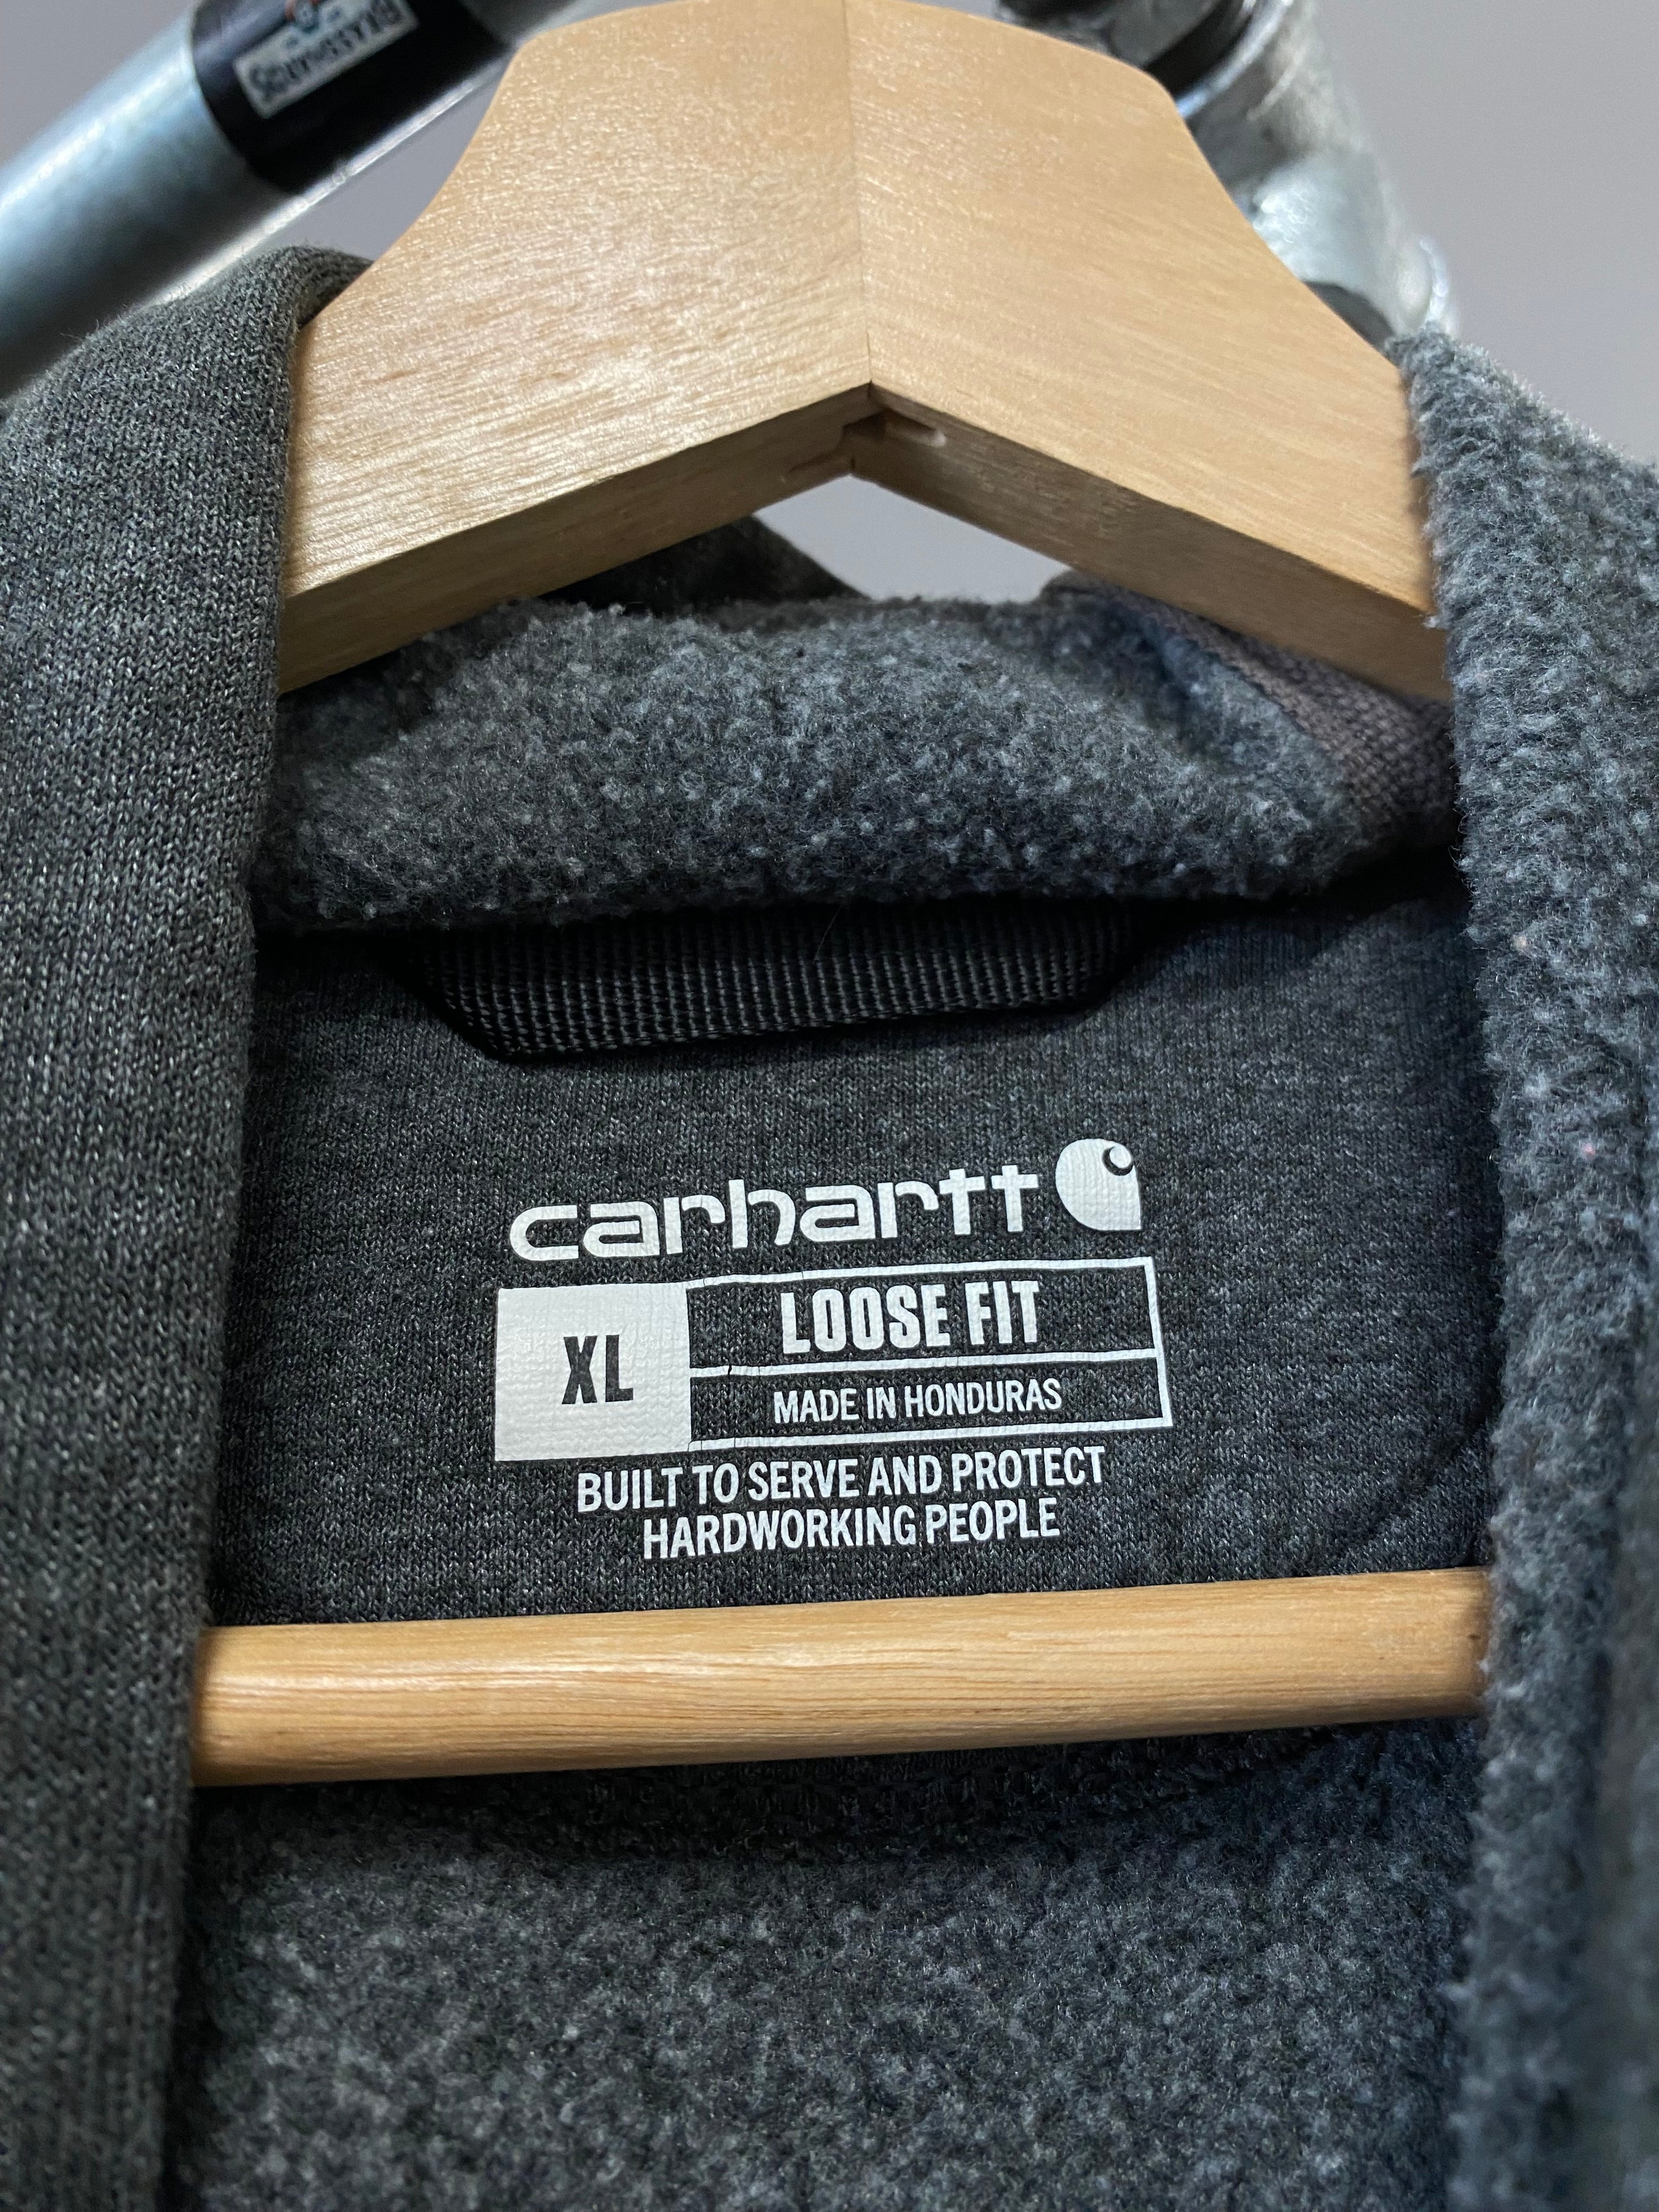 carhartt
XL
LOOSE FIT
MADE IN HONDURAS
BUILT TO SERVE AND PROTECT
HARDWORKING PEOPLE